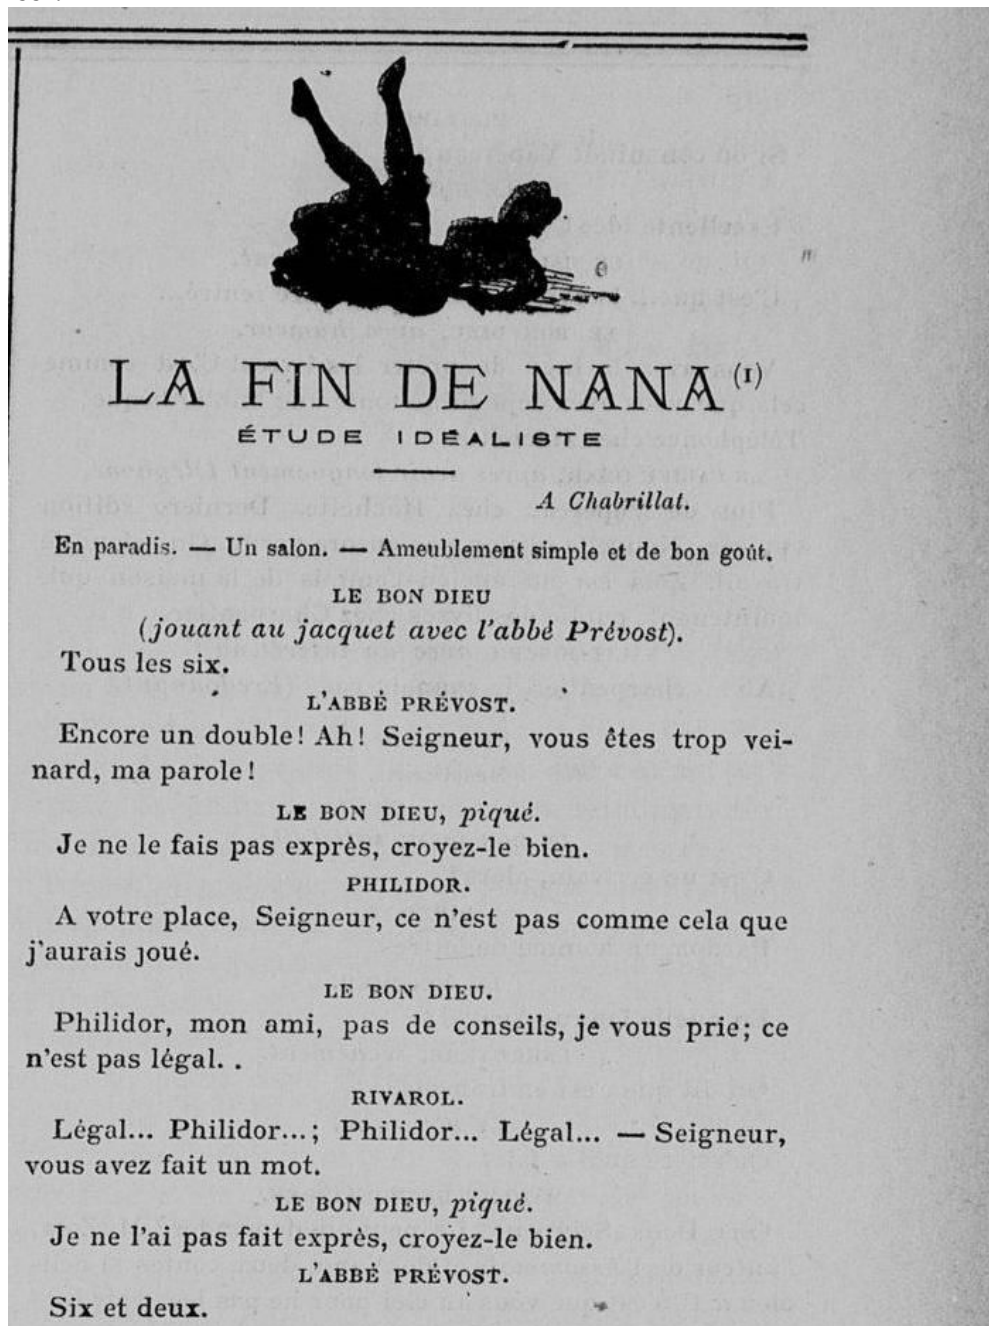 LA FIN DE NANA (1)
ÉTUDE IDÉALISTE
A Chabrillat.
En paradis. — Un salon. — Ameublement simple et de bon goût.
LE BON DIEU
(jouant au jacquet avec l'abbé Prévost).
Tous les six.
L'ABBÉ PRÉVOST.
Encore un double! Ah! Seigneur, vous êtes trop vei-
nard, ma parole!
LE BON DIEU, piqué.
Je ne le fais pas exprès, croyez-le bien.
PHILIDOR.
A votre place, Seigneur, ce n'est pas comme cela que
j'aurais joué.
LE BON DIEU.
Philidor, mon ami, pas de conseils, je vous prie; ce
n'est pas légal. .
RIVAROL.
Légal... Philidor...; Philidor... Légal... — Seigneur,
vous avez fait un mot.
LE BON DIEU, piqué.
Je ne l'ai pas fait exprès, croyez-le bien.
L'ABBÉ PRÉVOST.
Six et deux.